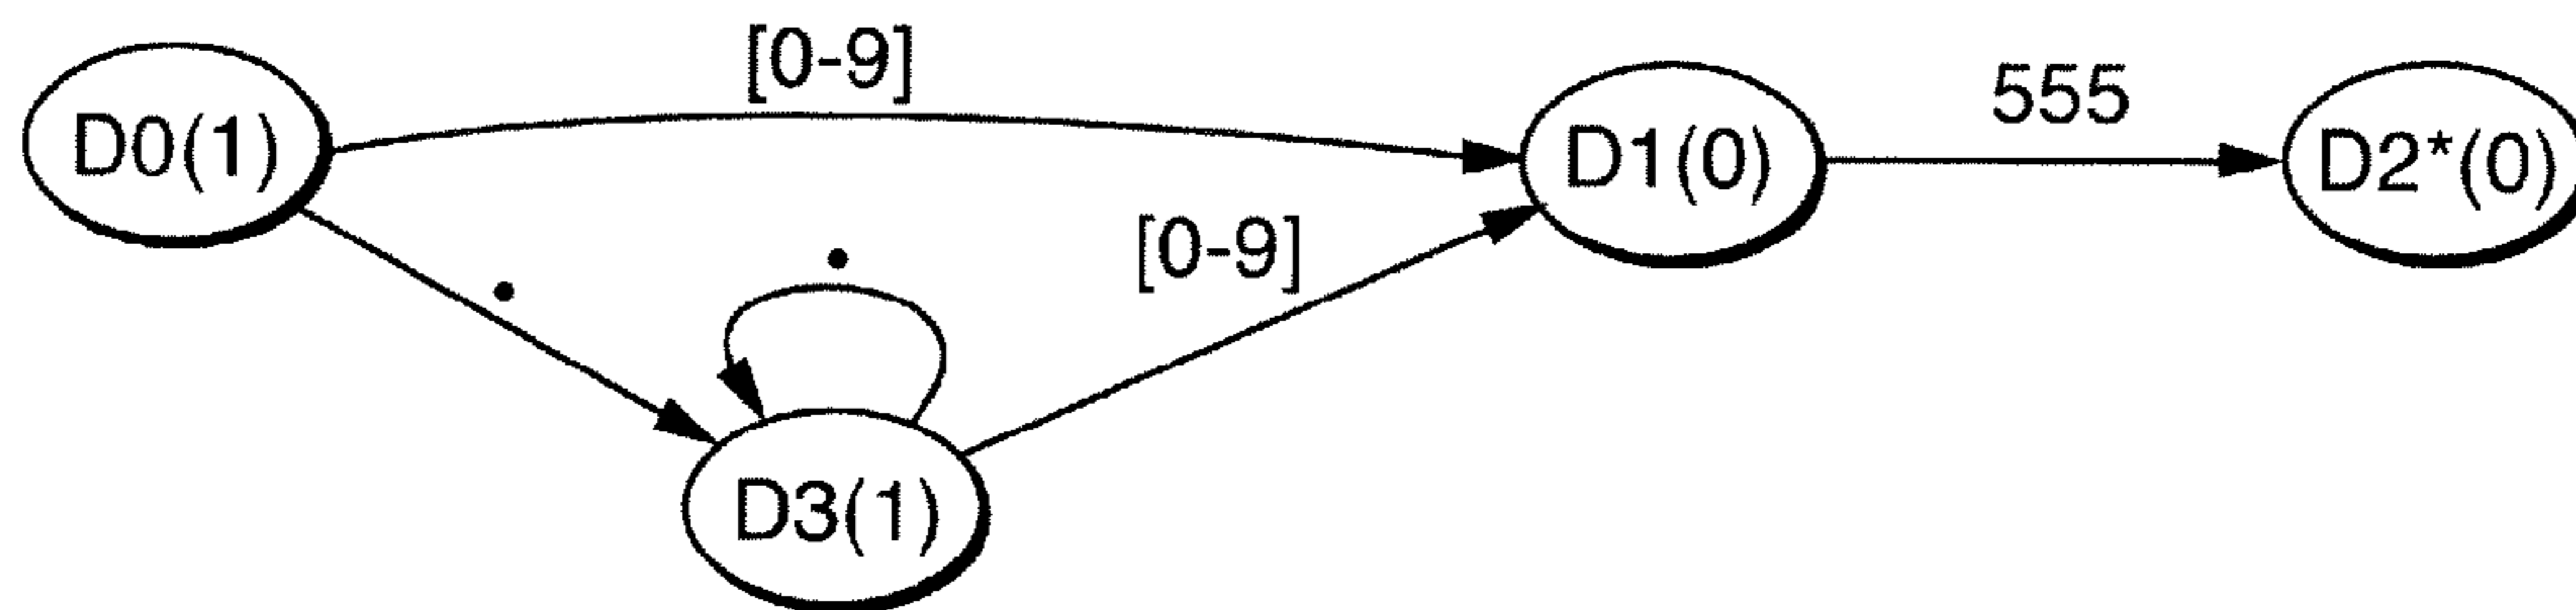 [0-9]
D0(1)
D1(0)
555
D2*(0)
[0-9]
.
.
D3(1)